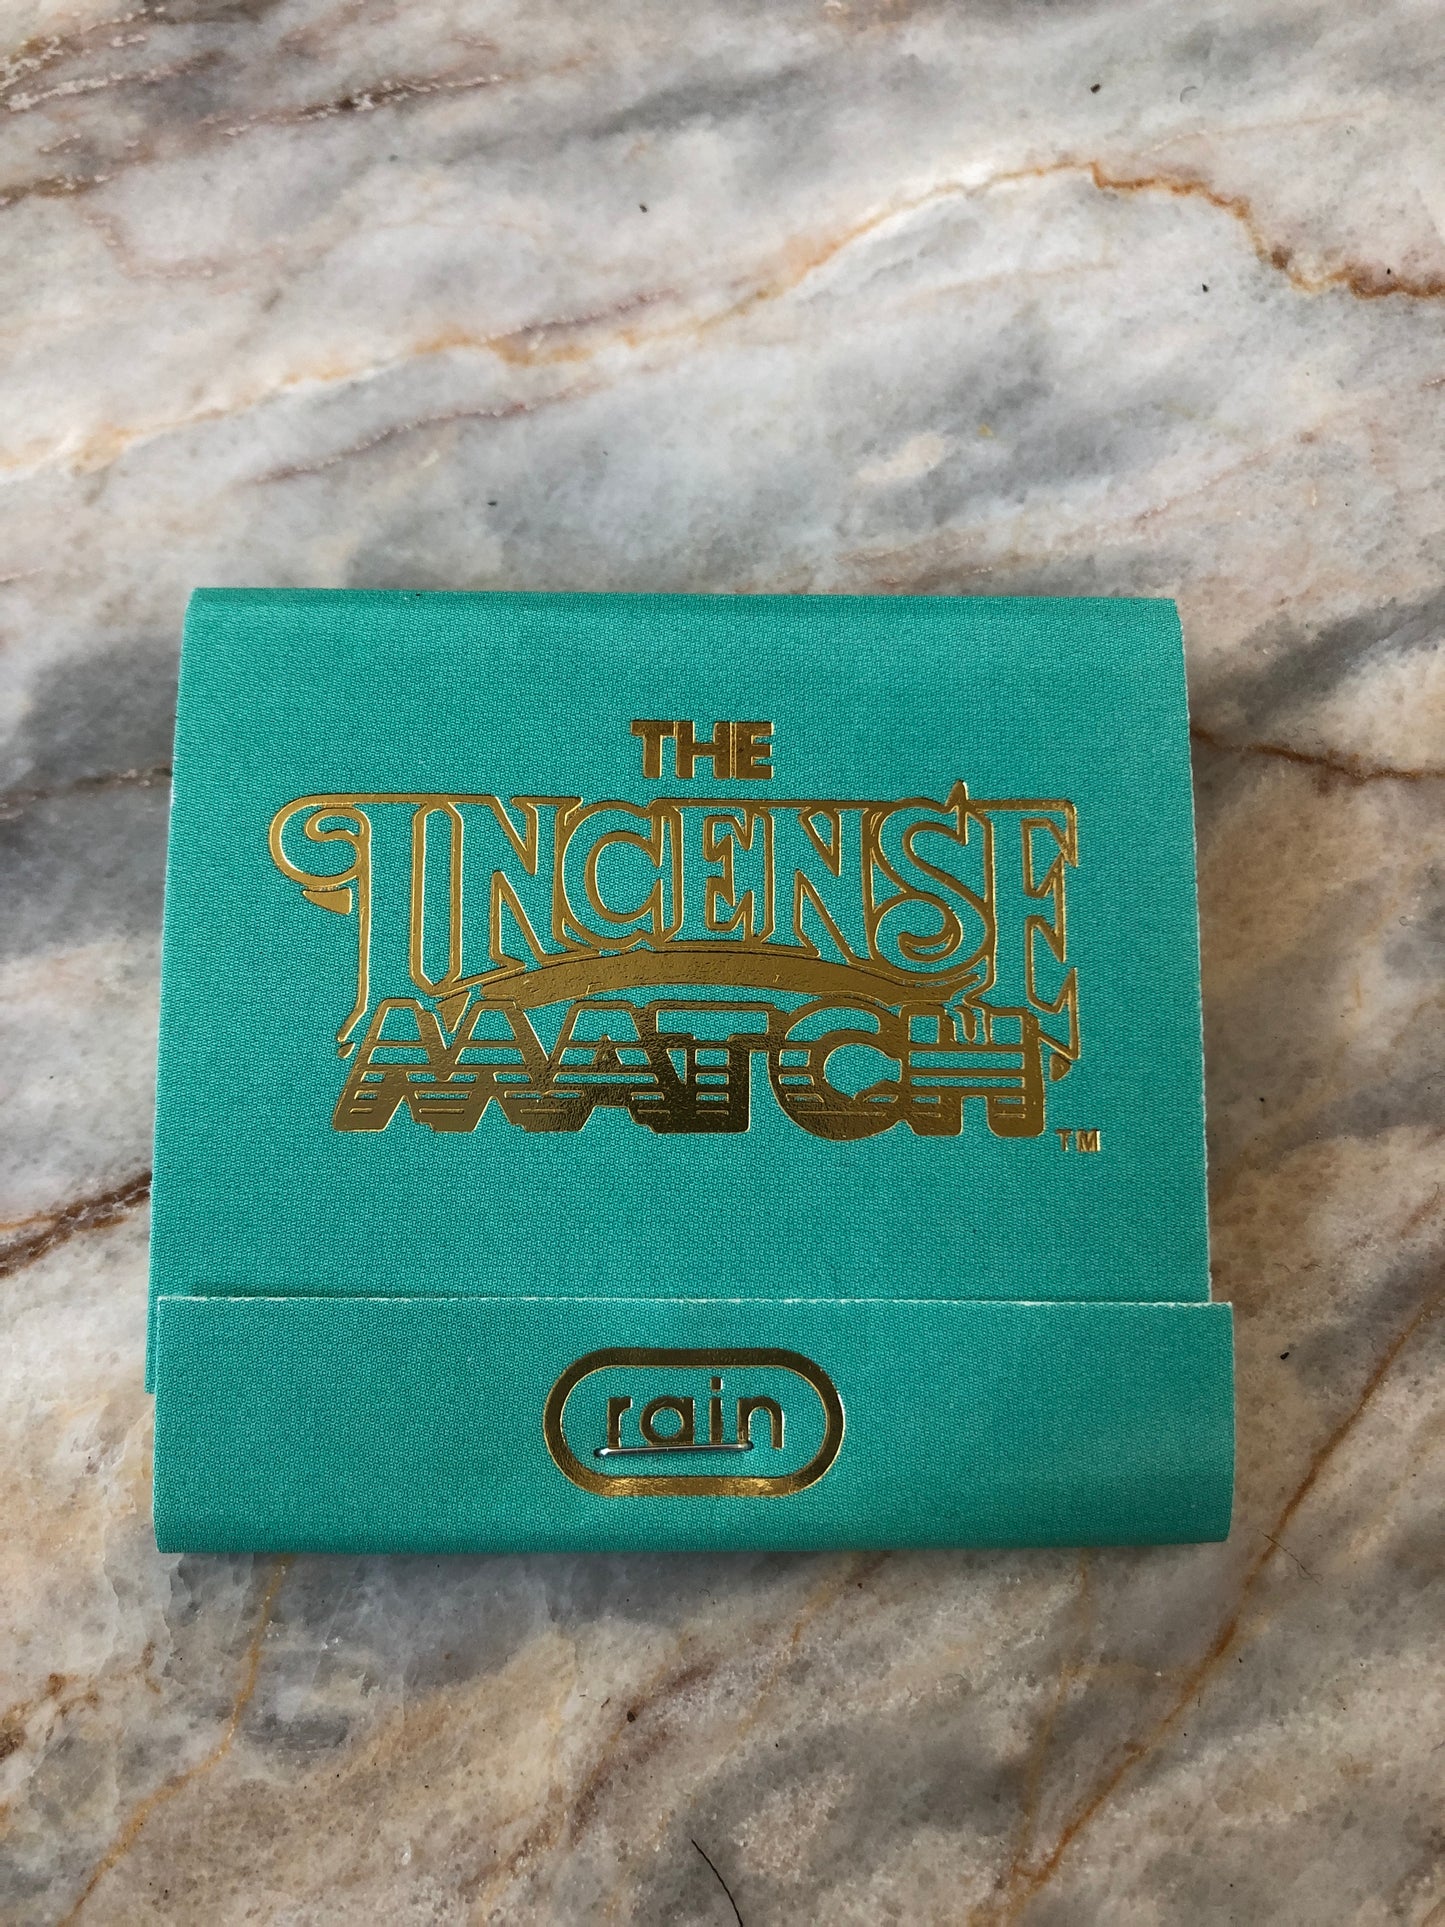 THE
INCENSE
MATCH
TM
rain